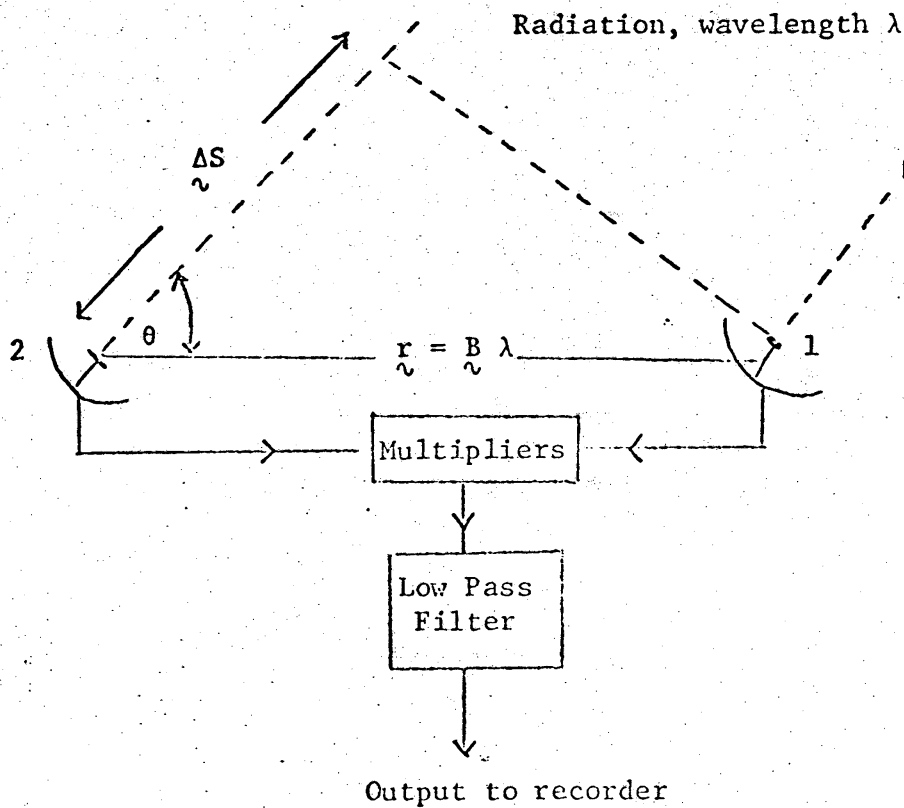 Radiation, wavelength λ
ΔS
θ
2
r = B λ
1
Multipliers
Low Pass
Filter
Output to recorder